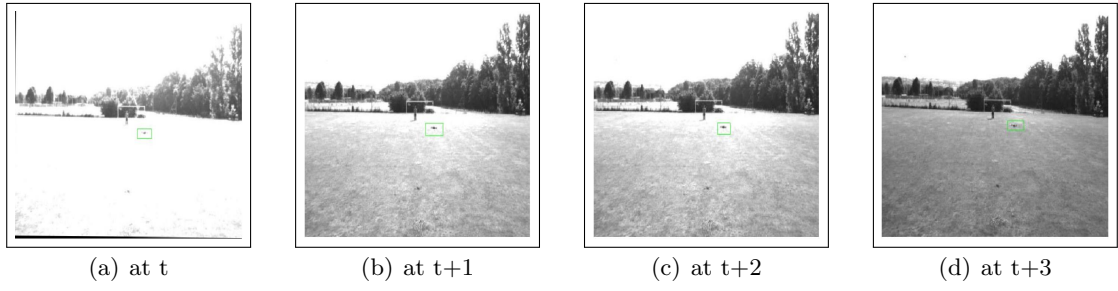 (a) at t
(b) at t+1
(c) at t+2
(d) at t+3